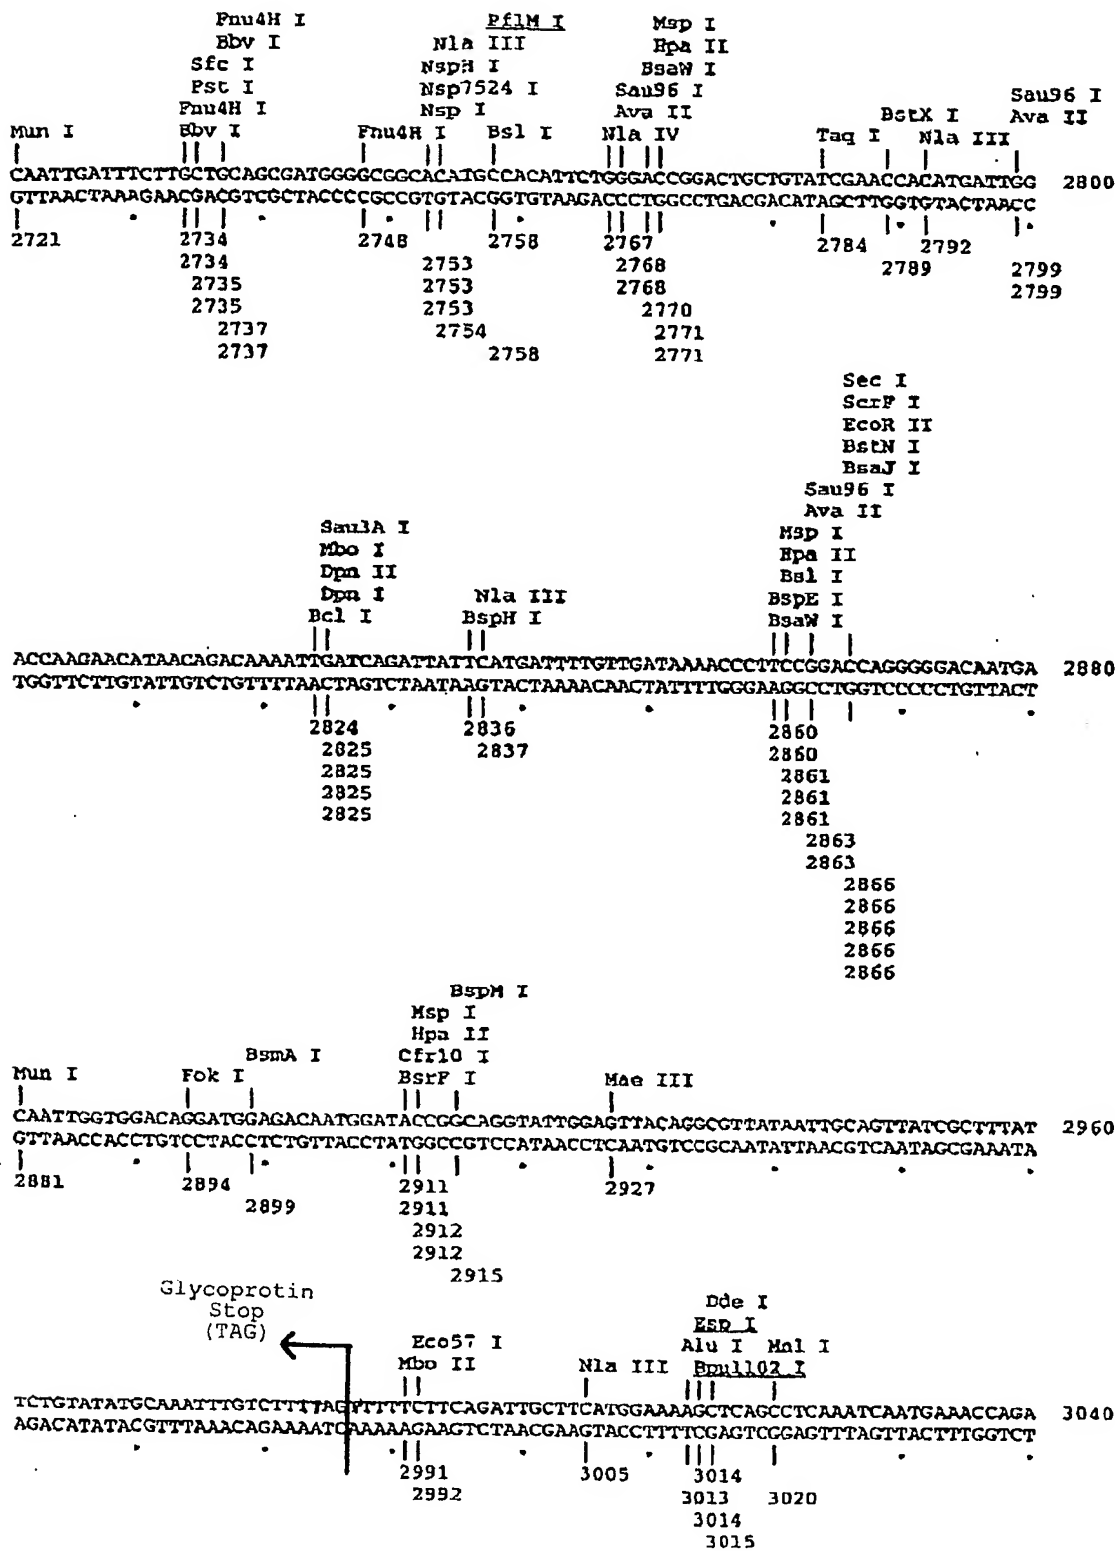 Fnu4H I PflM I Msp I
Bbv I Nla III Hpa II
Sfc I NspH I BsaW I
Pst I Nsp7524 I Sau96 I Sau96 I
Fnu4H I Nsp I Ava II BstX I Ava II
Mun I Bbv I Fnu4H I Bsl I Nla IV Taq I Nla III
CAATTGATTTCTTGCTGCAGCGATGGGGCGGCACATGCCACATTCTGGGACCGGACTGCTGTATCGAACCACATGATTGG 2800
GTTAACTAAAGAACGACGTCGCTACCCCGCCGTGTACGGTGTAAGACCCTGGCCTGACGACATAGCTTGGTGTACTAACC
2721 2734 2748 2758 2767 2784 2792
2734 2753 2768 2789 2799
2735 2753 2768 2799
2735 2753 2770
2737 2754 2771
2737 2758 2771
Sec I
ScrF I
EcoR II
BstN I
BsaJ I
Sau96 I
Ava II
Sau3A I Msp I
Mbo I Hpa II
Dpn II Bsl I
Dpn I Nla III BspE I
Bcl I BspH I BsaW I
ACCAAGAACATAACAGACAAAATTGATCAGATTATTCATGATTTTGTTGATAAAACCCTTCCGGACCAGGGGGACAATGA 2880
TGGTTCTTGTATTGTCTGTTTTAACTAGTCTAATAAGTACTAAAACAACTATTTTGGGAAGGCCTGGTCCCCCTGTTACT
2824 2836 2860
2825 2837 2860
2825 2861
2825 2861
2825 2861
2863
2863
2866
2866
2866
2866
2866
BspM I
Msp I
Hpa II
BsmA I Cfr10 I
Mun I Fok I BsrF I Mae III
CAATTGGTGGACAGGATGGAGACAATGGATACCGGCAGGTATTGGAGTTACAGGCGTTATAATTGCAGTTATCGCTTTAT 2960
GTTAACCACCTGTCCTACCTCTGTTACCTATGGCCGTCCATAACCTCAATGTCCGCAATATTAACGTCAATAGCGAAATA
2881 2894 2911 2927
2899 2911
2912
2912
2915
Glycoprotin
Stop
(TAG)
Dde I
Esp I
Eco57 I Alu I Mnl I
Mbo II Nla III Bpu1102 I
TCTGTATATGCAAATTTGTCTTTTAGTTTTTCTTCAGATTGCTTCATGGAAAAGCTCAGCCTCAAATCAATGAAACCAGA 3040
AGACATATACGTTTAAACAGAAAATCAAAAAGAAGTCTAACGAAGTACCTTTTCGAGTCGGAGTTTAGTTACTTTGGTCT
2991 3005 3014
2992 3013 3020
3014
3015